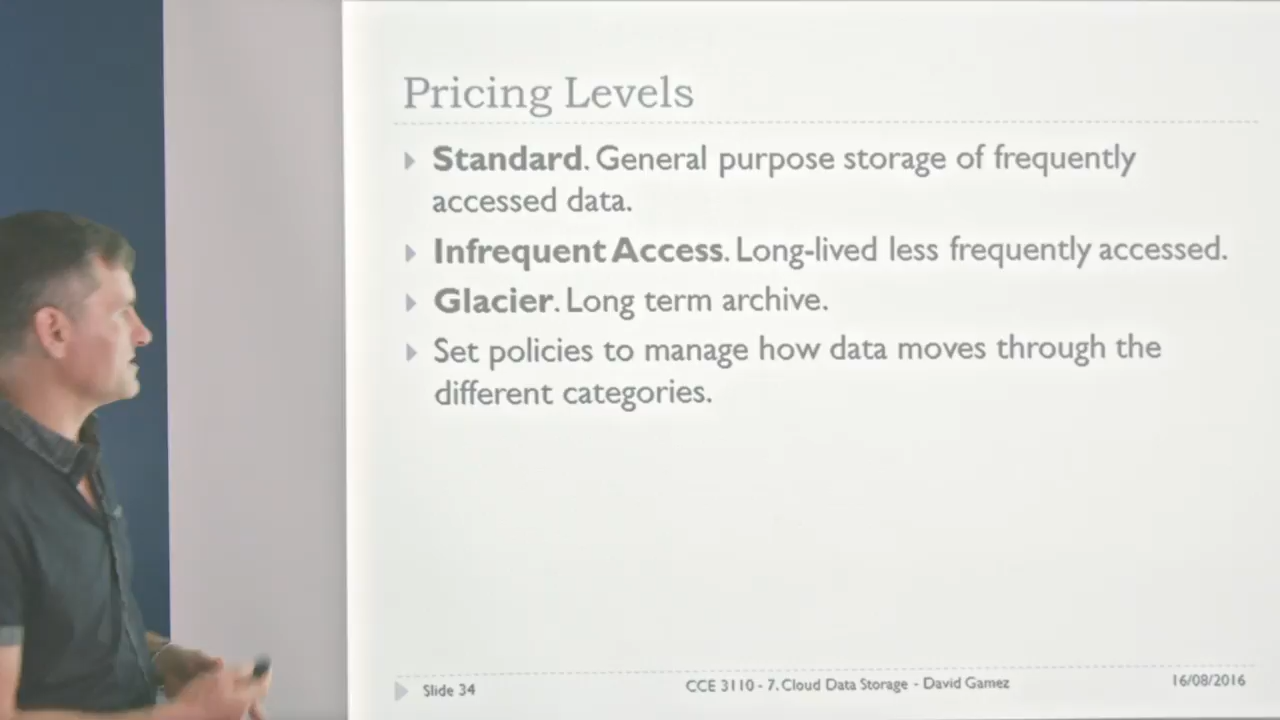 Pricing Levels
Standard. General purpose storage of frequently
accessed data.
Infrequent Access. Long-lived less frequently accessed.
Glacier. Long term archive.
Set policies to manage how data moves through the
different categories.
Slide 34
CCE 3110 - 7. Cloud Data Storage - David Gamez
16/08/2016